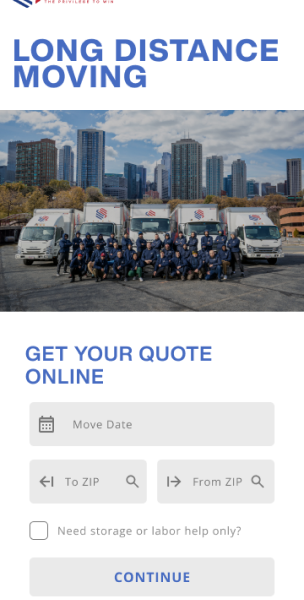 THE PRIVILEGE TO WIN
LONG DISTANCE
MOVING
GET YOUR QUOTE
ONLINE
Move Date
To ZIP
From ZIP
Need storage or labor help only?
CONTINUE